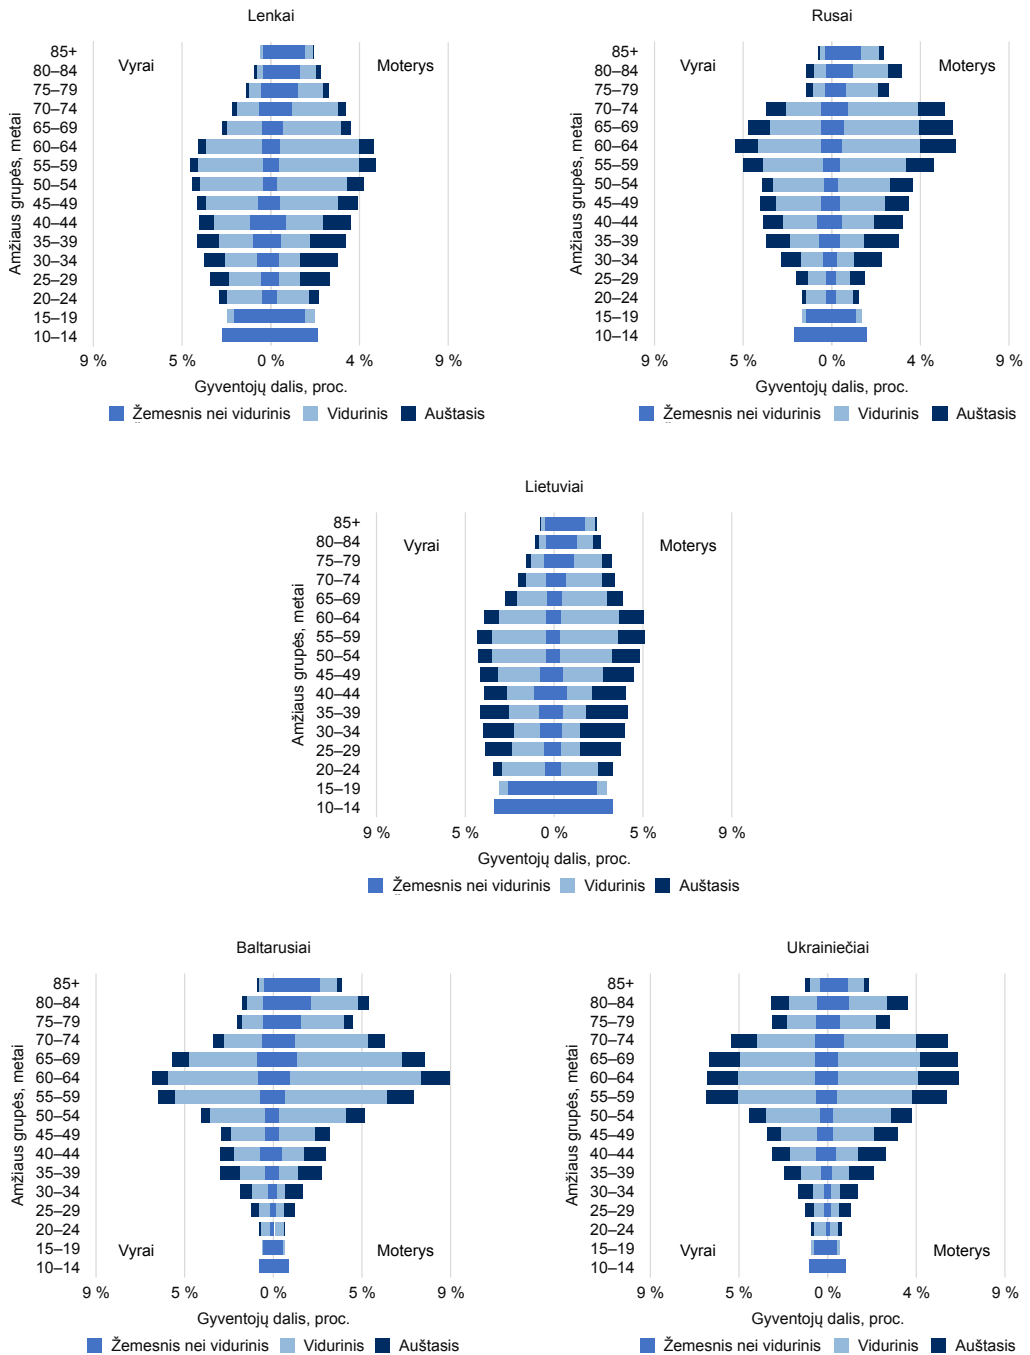 Lenkai
Vyrai
Moterys
Amžiaus grupės, metai
85+
80–84
75–79
70–74
65–69
60–64
55–59
50–54
45–49
40–44
35–39
30–34
25–29
20–24
15–19
10–14
9 % 5 % 0 % 4 % 9 %
Gyventojų dalis, proc.
Žemesnis nei vidurinis Vidurinis Auštasis
Rusai
Vyrai
Moterys
Amžiaus grupės, metai
85+
80–84
75–79
70–74
65–69
60–64
55–59
50–54
45–49
40–44
35–39
30–34
25–29
20–24
15–19
10–14
9 % 5 % 0 % 4 % 9 %
Gyventojų dalis, proc.
Žemesnis nei vidurinis Vidurinis Auštasis
Lietuviai
Vyrai
Moterys
Amžiaus grupės, metai
85+
80–84
75–79
70–74
65–69
60–64
55–59
50–54
45–49
40–44
35–39
30–34
25–29
20–24
15–19
10–14
9 % 5 % 0 % 5 % 9 %
Gyventojų dalis, proc.
Žemesnis nei vidurinis Vidurinis Auštasis
Baltarusiai
Amžiaus grupės, metai
85+
80–84
75–79
70–74
65–69
60–64
55–59
50–54
45–49
40–44
35–39
30–34
25–29
20–24
15–19
10–14
Vyrai
Moterys
9 % 5 % 0 % 5 % 9 %
Gyventojų dalis, proc.
Žemesnis nei vidurinis Vidurinis Auštasis
Ukrainiečiai
Amžiaus grupės, metai
85+
80–84
75–79
70–74
65–69
60–64
55–59
50–54
45–49
40–44
35–39
30–34
25–29
20–24
15–19
10–14
Vyrai
Moterys
9 % 5 % 0 % 4 % 9 %
Gyventojų dalis, proc.
Žemesnis nei vidurinis Vidurinis Auštasis